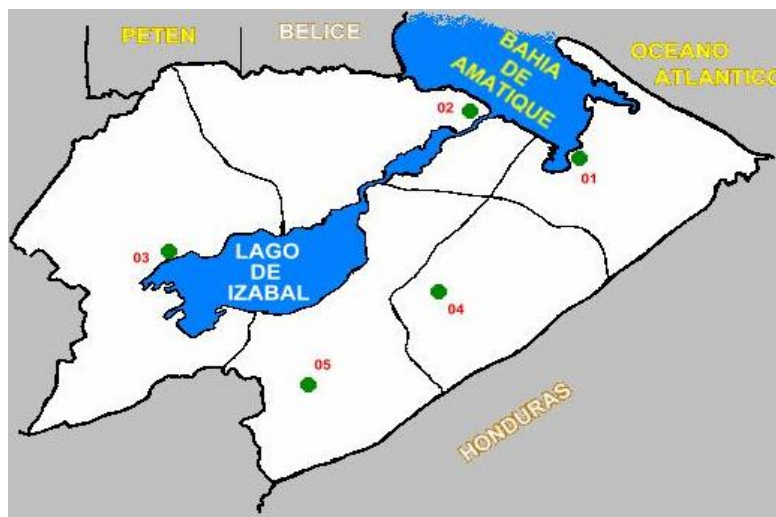 PETEN
BELICE
BAHIA
DE
AMATIQUE
OCEANO
ATLANTICO
02
01
03
LAGO
DE
IZABAL
04
05
HONDURAS